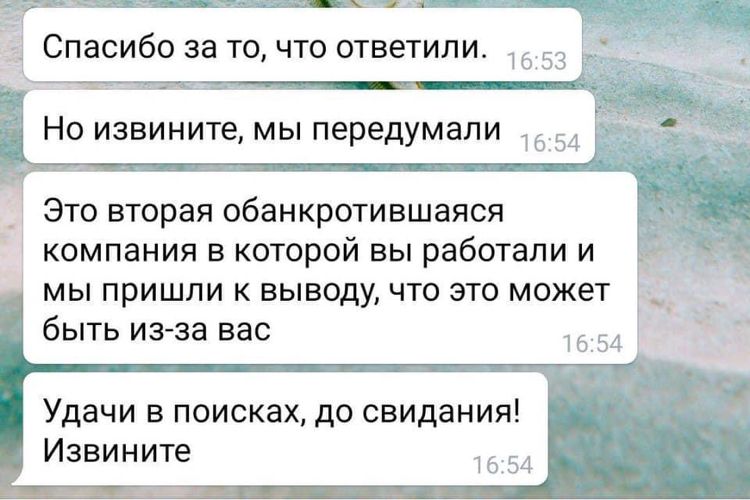 Спасибо за то, что ответили. 16:53
Но извините, мы передумали 16:54
Это вторая обанкротившаяся
компания в которой вы работали и
мы пришли к выводу, что это может
быть из-за вас 16:54
Удачи в поисках, до свидания!
Извините 16:54